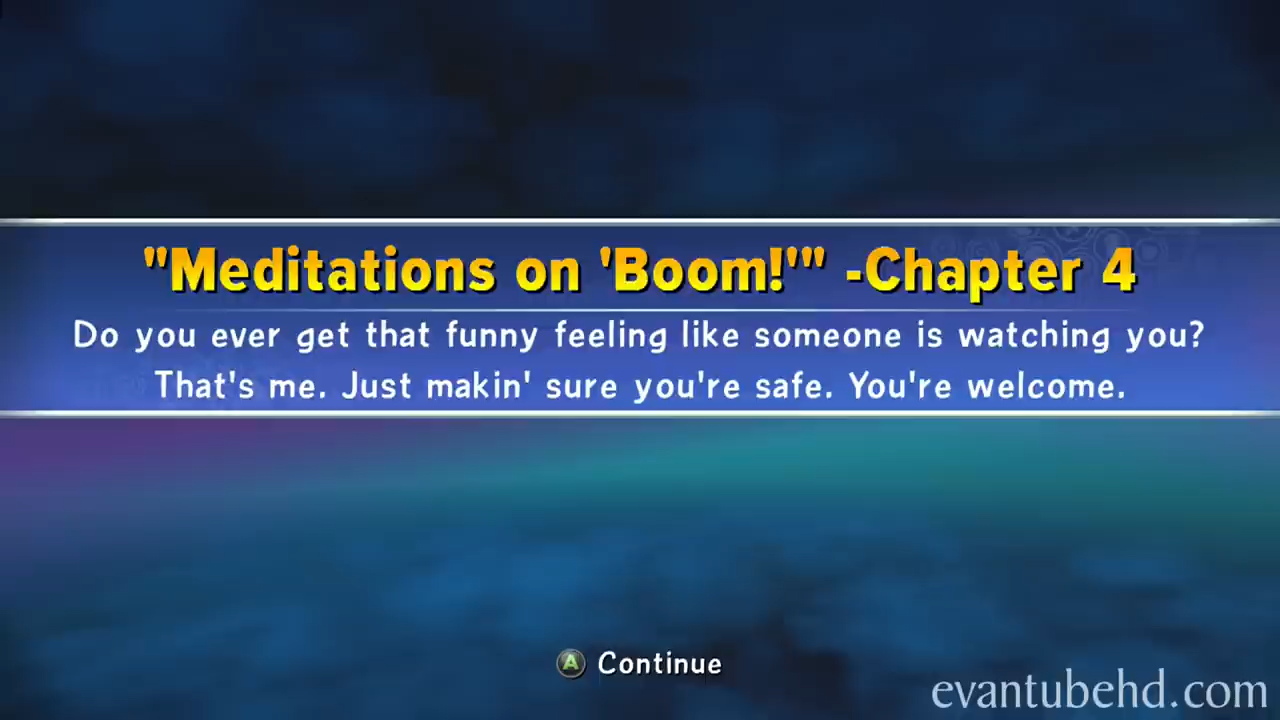 "Meditations on 'Boom!'" -Chapter 4
Do you ever get that funny feeling like someone is watching you?
That's me. Just makin' sure you're safe. You're welcome.
A Continue
evantubehd.com